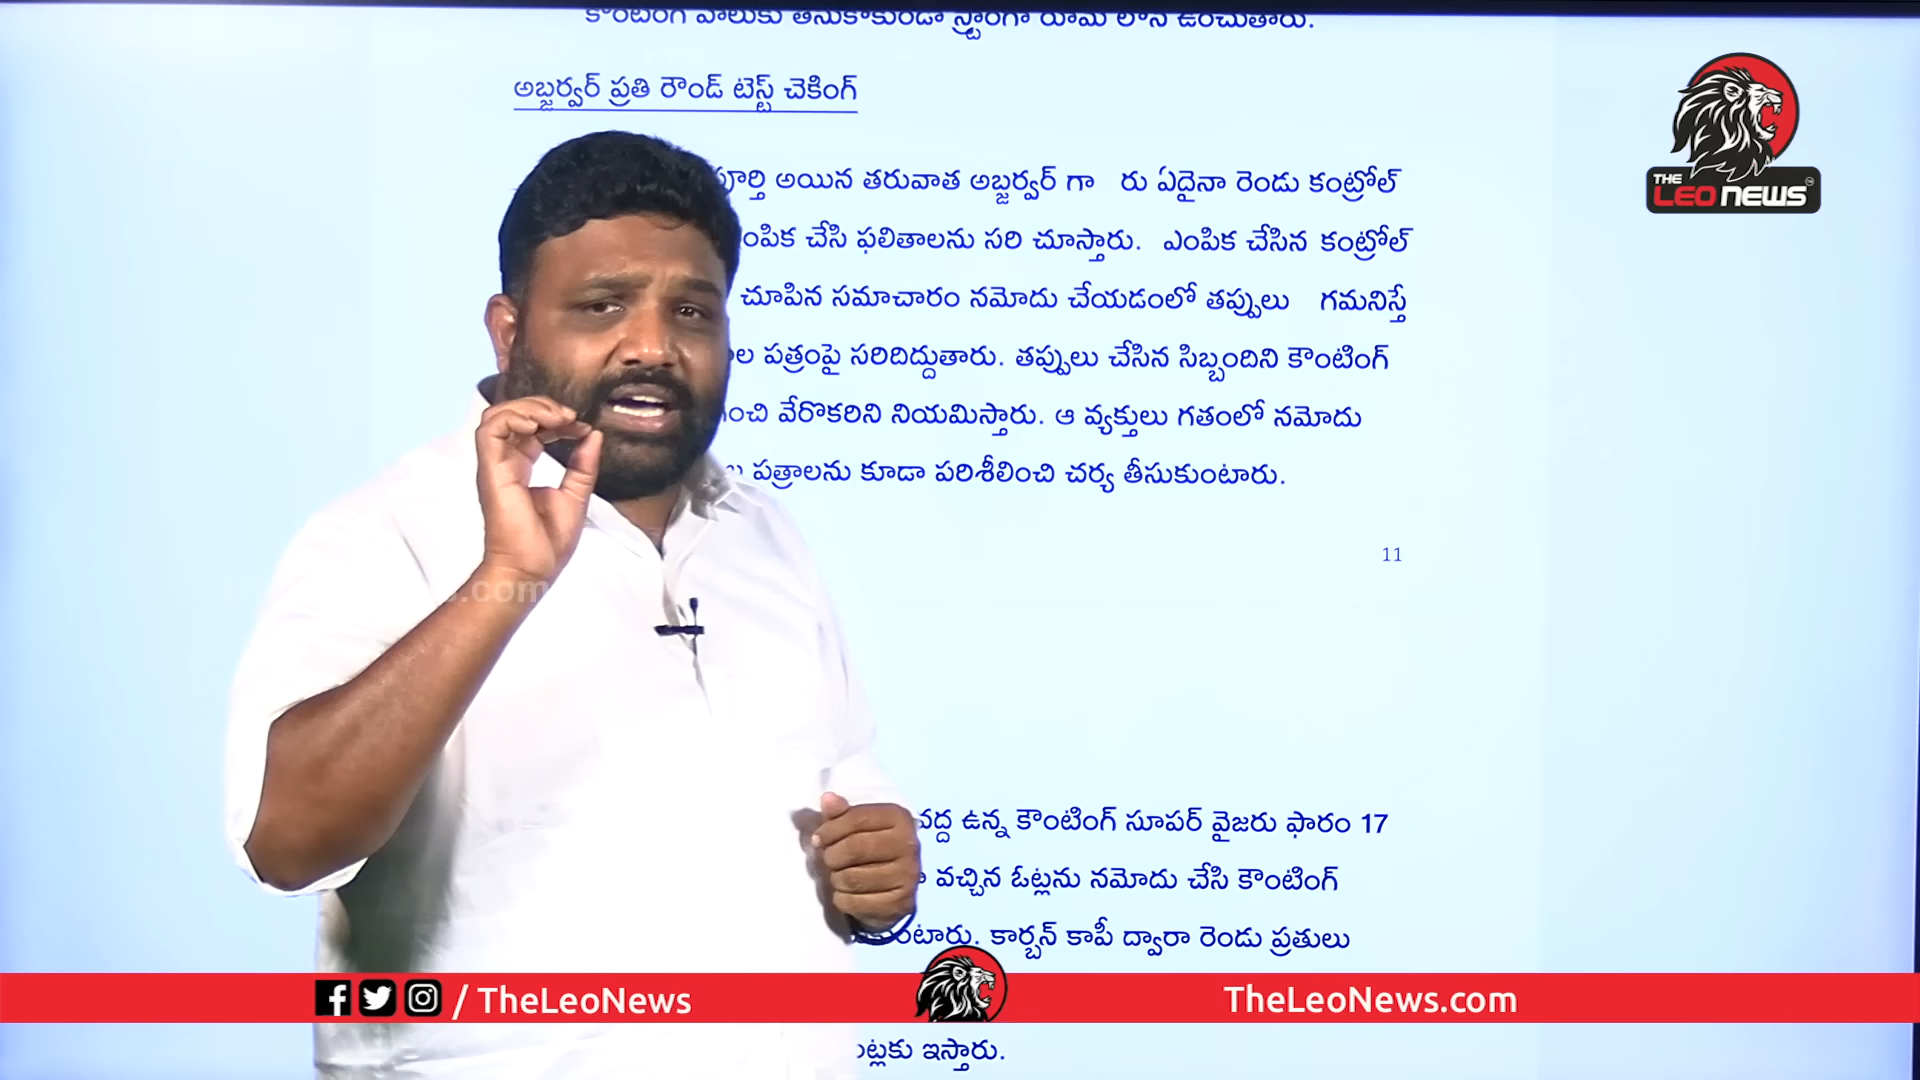 కౌంటింగ్ హాలుకు తీసుకురాకుండా స్ట్రాంగా రూమ్ లోనే ఉంచుతారు.
అబ్జర్వర్ ప్రతి రౌండ్ టెస్ట్ చెకింగ్
పూర్తి అయిన తరువాత అబ్జర్వర్ గా రు ఏదైనా రెండు కంట్రోల్
ఎంపిక చేసి ఫలితాలను సరి చూస్తారు. ఎంపిక చేసిన కంట్రోల్
చూపిన సమాచారం నమోదు చేయడంలో తప్పులు గమనిస్తే
పత్రంపై సరిదిద్దుతారు. తప్పులు చేసిన సిబ్బందిని కౌంటింగ్
వేరొకరిని నియమిస్తారు. ఆ వ్యక్తులు గతంలో నమోదు
పత్రాలను కూడా పరిశీలించి చర్య తీసుకుంటారు.
11
వద్ద ఉన్న కౌంటింగ్ సూపర్ వైజరు ఫారం 17
వచ్చిన ఓట్లను నమోదు చేసి కౌంటింగ్
కార్బన్ కాపీ ద్వారా రెండు ప్రతులు
ఇస్తారు.
THE
LEO NEWS
/ TheLeoNews
TheLeoNews.com